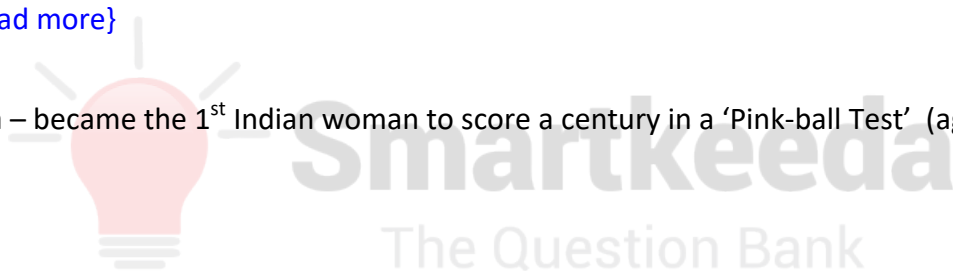 ad more}
– became the 1st Indian woman to score a century in a ‘Pink-ball Test’ (a
Smartkeeda
The Question Bank